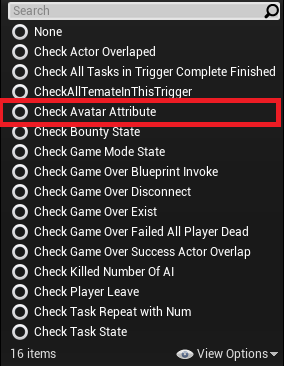 Search
None
Check Actor Overlaped
Check All Tasks in Trigger Complete Finished
CheckAllTemateInThisTrigger
Check Avatar Attribute
Check Bounty State
Check Game Mode State
Check Game Over Blueprint Invoke
Check Game Over Disconnect
Check Game Over Exist
Check Game Over Failed All Player Dead
Check Game Over Success Actor Overlap
Check Killed Number Of AI
Check Player Leave
Check Task Repeat with Num
Check Task State
16 items View Options